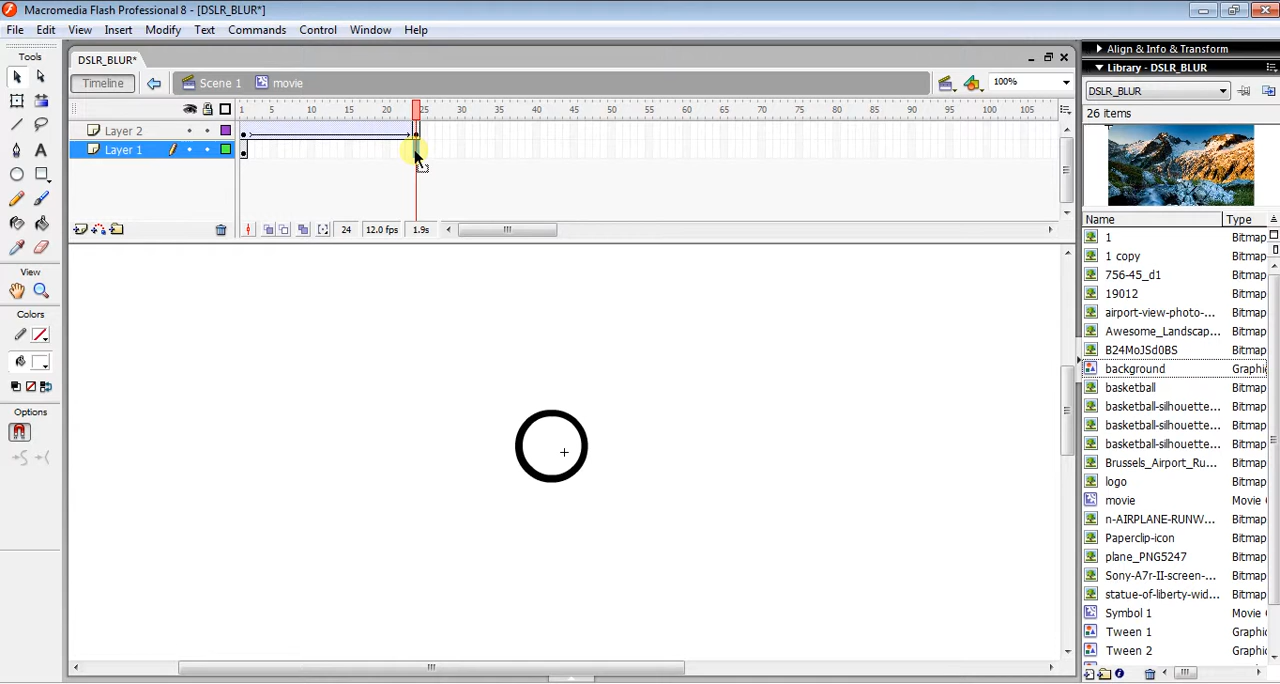 Macromedia Flash Professional 8 - [DSLR_BLUR*]
File Edit View Insert Modify Text Commands Control Window Help
Tools
DSLR_BLUR*
Timeline Scene 1 movie 100%
1 5 10 15 20 25 30 35 40 45 50 55 60 65 70 75 80 85 90 95 100 105
Layer 2
Layer 1
24 12.0 fps 1.9s
View
Colors
Options
Align & Info & Transform
Library - DSLR_BLUR
DSLR_BLUR
26 items
Name Type
1 Bitmap
1 copy Bitmap
756-45_d1 Bitmap
19012 Bitmap
airport-view-photo-... Bitmap
Awesome_Landscap... Bitmap
B24MoJSd0BS Bitmap
background Graphi
basketball Bitmap
basketball-silhouette... Bitmap
basketball-silhouette... Bitmap
basketball-silhouette... Bitmap
Brussels_Airport_Ru... Bitmap
logo Bitmap
movie Movie C
n-AIRPLANE-RUNW... Bitmap
Paperclip-icon Bitmap
plane_PNG5247 Bitmap
Sony-A7r-II-screen-... Bitmap
statue-of-liberty-wid... Bitmap
Symbol 1 Movie C
Tween 1 Graphi
Tween 2 Graphi